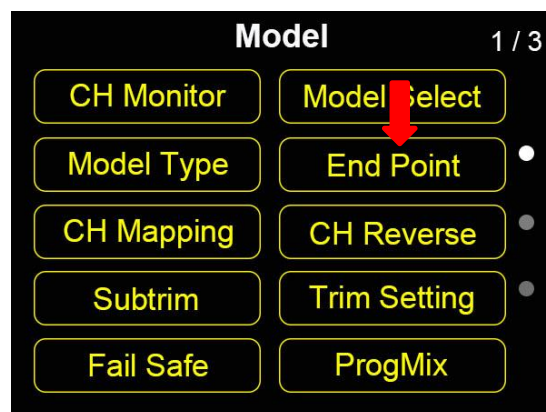 Model 1 / 3
CH Monitor Model Select
Model Type End Point
CH Mapping CH Reverse
Subtrim Trim Setting
Fail Safe ProgMix